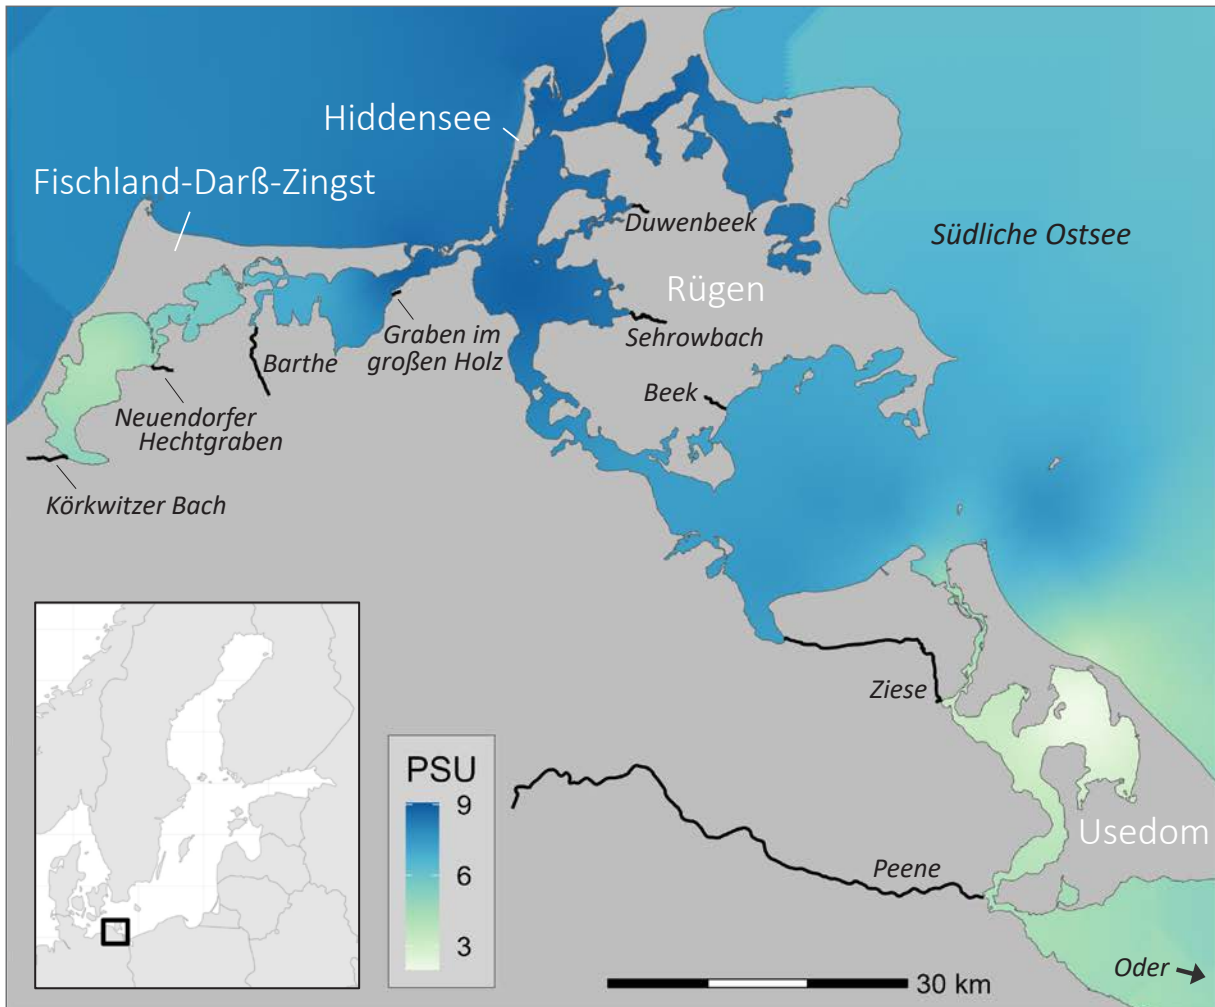 Hiddensee
Fischland-Darß-Zingst
Duwenbeek
Südliche Ostsee
Rügen
Graben im
großen Holz
Sehrowbach
Barthe
Beek
Neuendorfer
Hechtgraben
Körkwitzer Bach
Ziese
PSU
9
6
3
Usedom
Peene
Oder
30 km